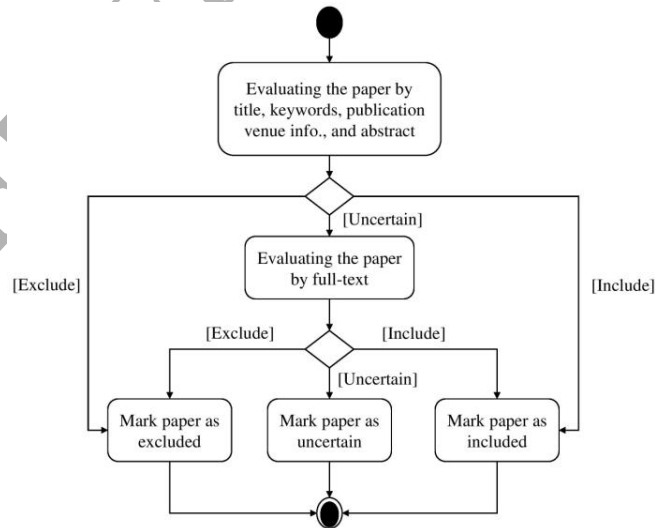 Evaluating the paper by
title, keywords, publication
venue info., and abstract
[Uncertain]
Evaluating the paper
by full-text
[Exclude]
[Include]
[Exclude]
[Include]
[Uncertain]
Mark paper as
excluded
Mark paper as
uncertain
Mark paper as
included